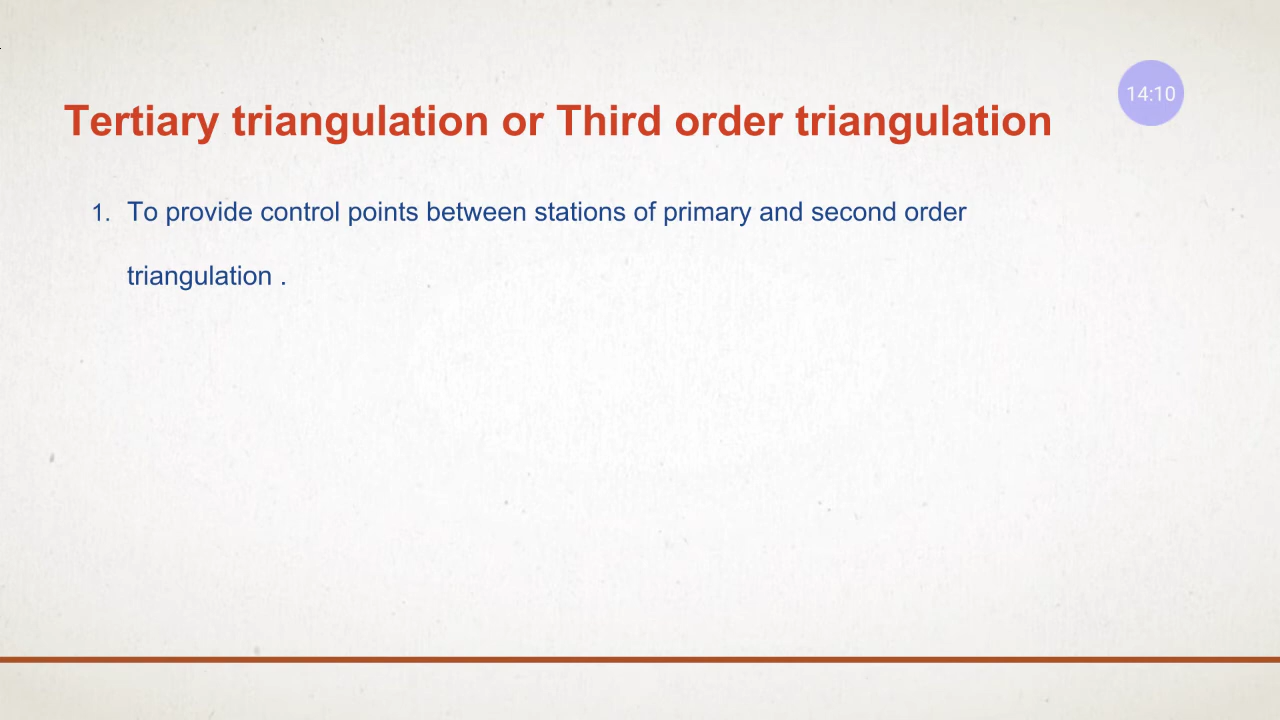 14:10
Tertiary triangulation or Third order triangulation
1. To provide control points between stations of primary and second order
triangulation .